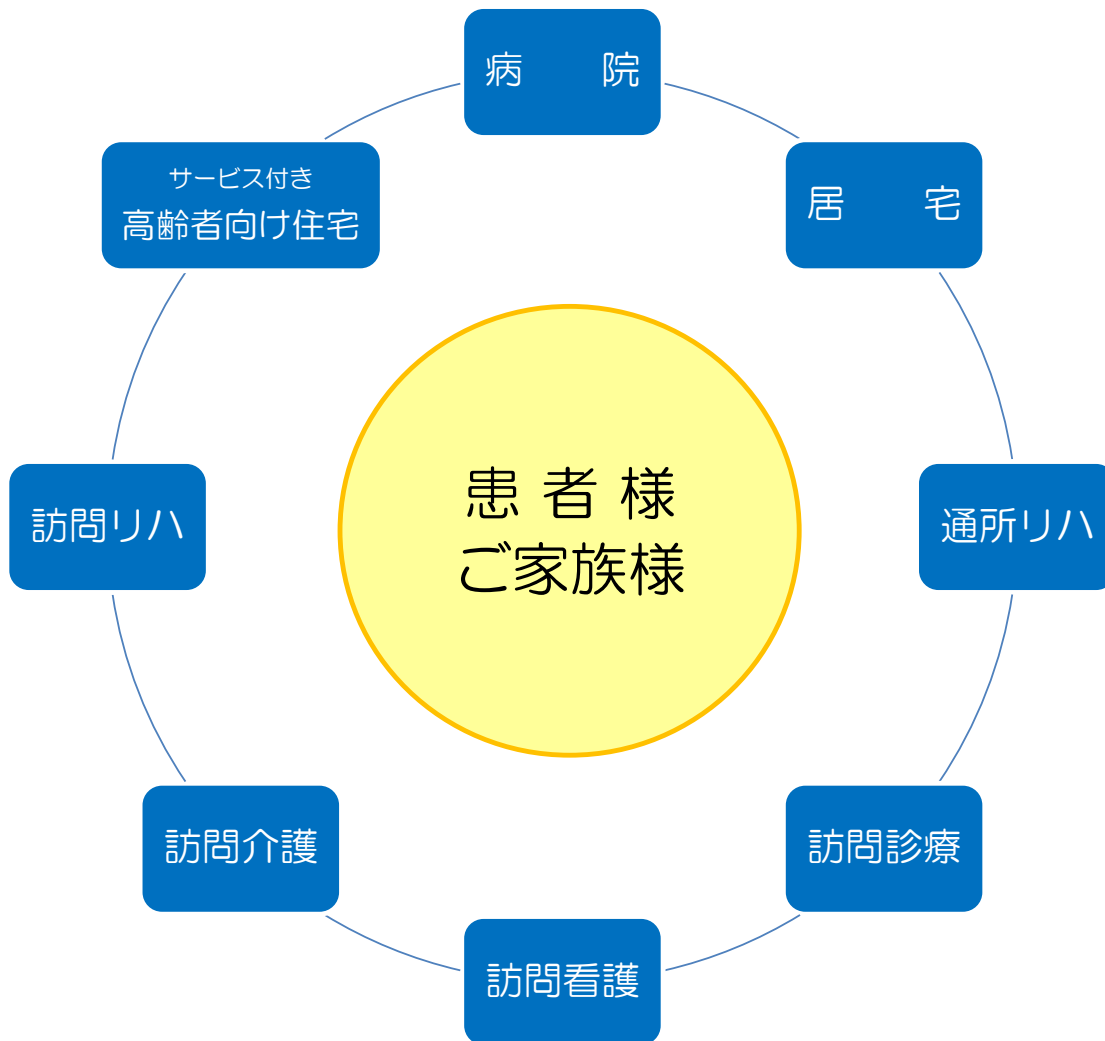 病　　院
サービス付き
高齢者向け住宅
居　　宅
患 者 様
ご家族様
訪問リハ
通所リハ
訪問介護
訪問診療
訪問看護